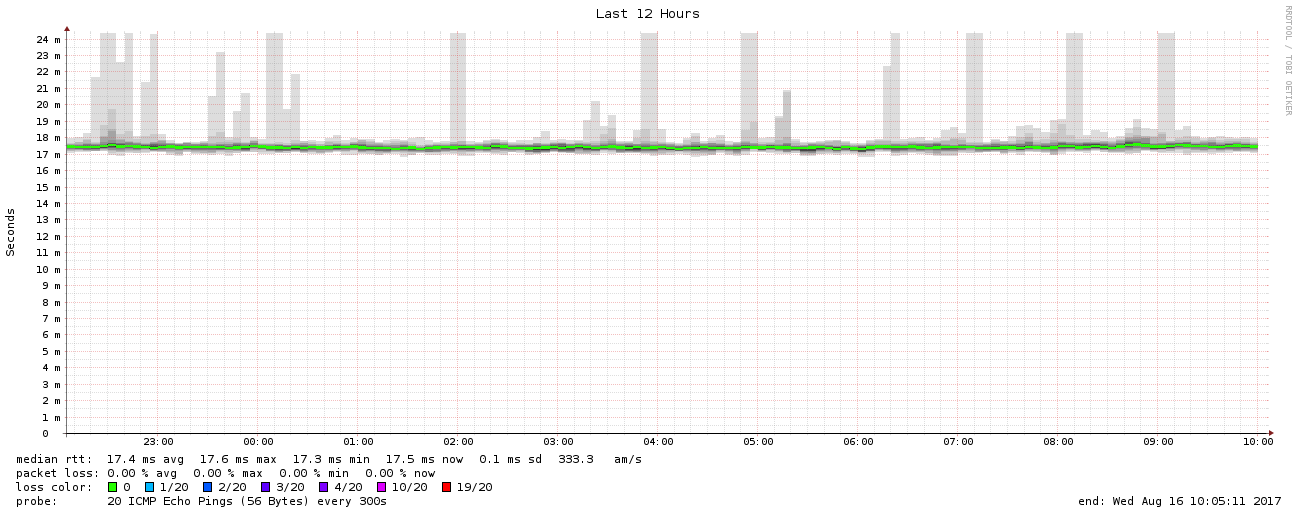 Last 12 Hours
RRDTOOL / TOBI OETIKER
Seconds
24 m
23 m
22 m
21 m
20 m
19 m
18 m
17 m
16 m
15 m
14 m
13 m
12 m
11 m
10 m
9 m
8 m
7 m
6 m
5 m
4 m
3 m
2 m
1 m
0
23:00 00:00 01:00 02:00 03:00 04:00 05:00 06:00 07:00 08:00 09:00 10:00
median rtt: 17.4 ms avg 17.6 ms max 17.3 ms min 17.5 ms now 0.1 ms sd 333.3 am/s
packet loss: 0.00 % avg 0.00 % max 0.00 % min 0.00 % now
loss color: 0 1/20 2/20 3/20 4/20 10/20 19/20
probe: 20 ICMP Echo Pings (56 Bytes) every 300s end: Wed Aug 16 10:05:11 2017